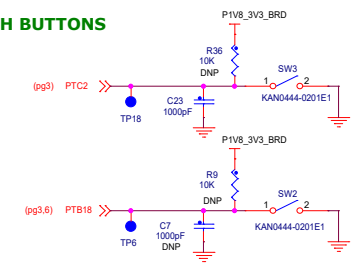 H BUTTONS
P1V8_3V3_BRD
R36
10K
DNP
SW3
(pg3) PTC2
1 2
C23
1000pF
KAN0444-0201E1
TP18
P1V8_3V3_BRD
R9
10K
DNP
SW2
(pg3,6) PTB18
1 2
C7
1000pF
DNP
KAN0444-0201E1
TP6